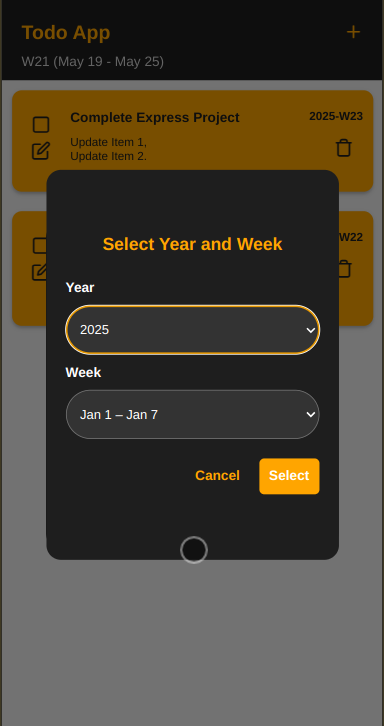 Todo App
+
W21 (May 19 - May 25)
Complete Express Project
2025-W23
Update Item 1,
Update Item 2.
W22
Select Year and Week
Year
2025
Week
Jan 1 – Jan 7
Cancel
Select